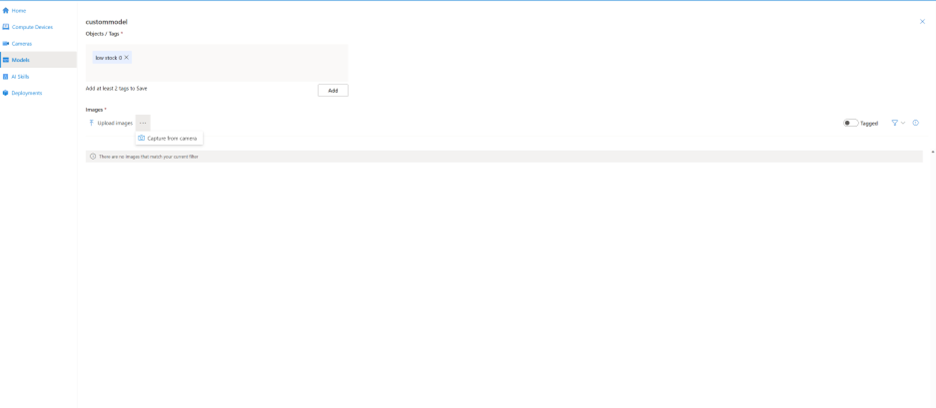 Home
Compute Devices
Cameras
Models
AI Skills
Deployments
custommodel
Objects / Tags *
low stock 0
Add at least 2 tags to Save
Add
Images *
Upload images
Tagged
Capture from camera
There are no images that match your current filter